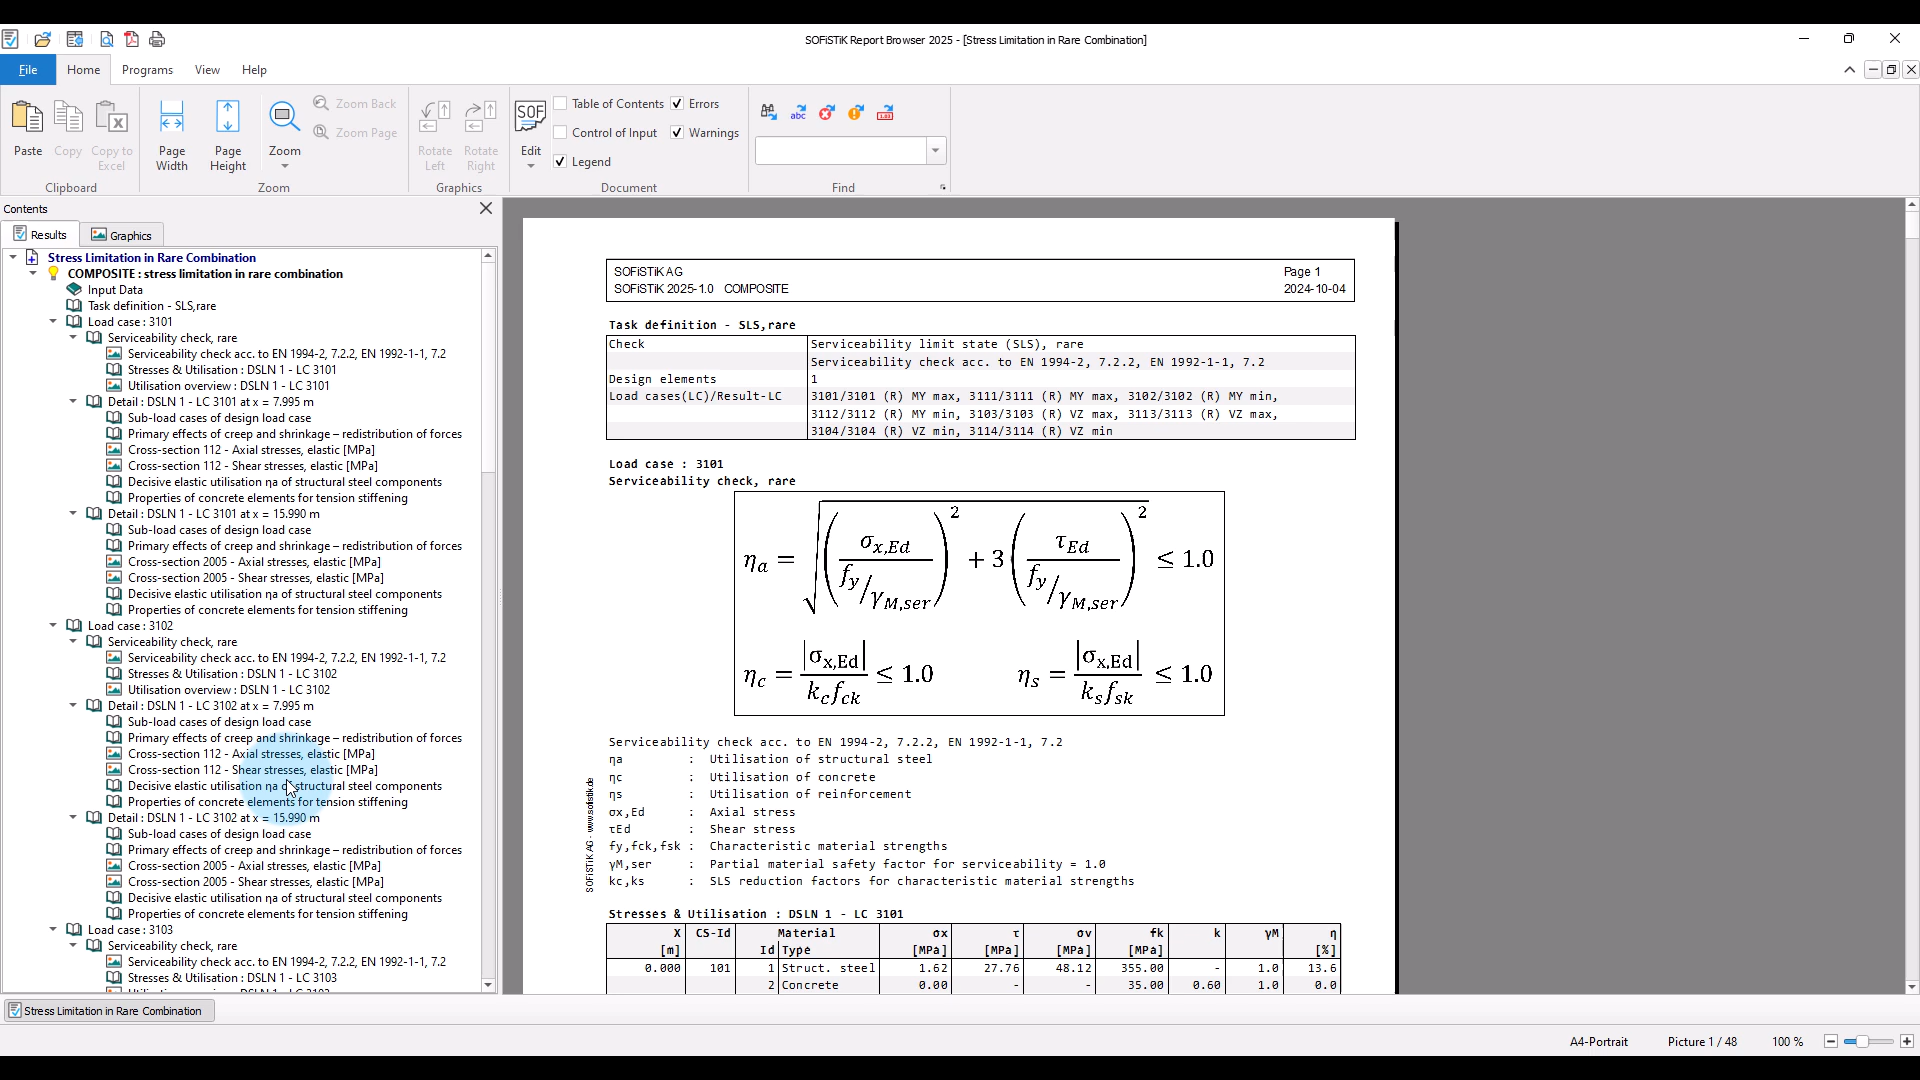 SOFiSTiK Report Browser 2025 - [Stress Limitation in Rare Combination]
File Home Programs View Help
Paste Copy Copy to Excel
Clipboard
Page Width Page Height Zoom Zoom Back Zoom Page
Zoom
Rotate Left Rotate Right
Graphics
SOF Edit Table of Contents Errors
Control of Input Warnings
Legend
Document
abc 1.03
Find
Contents
Results Graphics
Stress Limitation in Rare Combination
COMPOSITE : stress limitation in rare combination
Input Data
Task definition - SLS,rare
Load case : 3101
Serviceability check, rare
Serviceability check acc. to EN 1994-2, 7.2.2, EN 1992-1-1, 7.2
Stresses & Utilisation : DSLN 1 - LC 3101
Utilisation overview : DSLN 1 - LC 3101
Detail : DSLN 1 - LC 3101 at x = 7.995 m
Sub-load cases of design load case
Primary effects of creep and shrinkage – redistribution of forces
Cross-section 112 - Axial stresses, elastic [MPa]
Cross-section 112 - Shear stresses, elastic [MPa]
Decisive elastic utilisation ηa of structural steel components
Properties of concrete elements for tension stiffening
Detail : DSLN 1 - LC 3101 at x = 15.990 m
Sub-load cases of design load case
Primary effects of creep and shrinkage – redistribution of forces
Cross-section 2005 - Axial stresses, elastic [MPa]
Cross-section 2005 - Shear stresses, elastic [MPa]
Decisive elastic utilisation ηa of structural steel components
Properties of concrete elements for tension stiffening
Load case : 3102
Serviceability check, rare
Serviceability check acc. to EN 1994-2, 7.2.2, EN 1992-1-1, 7.2
Stresses & Utilisation : DSLN 1 - LC 3102
Utilisation overview : DSLN 1 - LC 3102
Detail : DSLN 1 - LC 3102 at x = 7.995 m
Sub-load cases of design load case
Primary effects of creep and shrinkage – redistribution of forces
Cross-section 112 - Axial stresses, elastic [MPa]
Cross-section 112 - Shear stresses, elastic [MPa]
Decisive elastic utilisation ηa of structural steel components
Properties of concrete elements for tension stiffening
Detail : DSLN 1 - LC 3102 at x = 15.990 m
Sub-load cases of design load case
Primary effects of creep and shrinkage – redistribution of forces
Cross-section 2005 - Axial stresses, elastic [MPa]
Cross-section 2005 - Shear stresses, elastic [MPa]
Decisive elastic utilisation ηa of structural steel components
Properties of concrete elements for tension stiffening
Load case : 3103
Serviceability check, rare
Serviceability check acc. to EN 1994-2, 7.2.2, EN 1992-1-1, 7.2
Stresses & Utilisation : DSLN 1 - LC 3103
SOFiSTiK AG Page 1
SOFiSTiK 2025-1.0 COMPOSITE 2024-10-04
Task definition - SLS,rare
Check Serviceability limit state (SLS), rare
Serviceability check acc. to EN 1994-2, 7.2.2, EN 1992-1-1, 7.2
Design elements 1
Load cases(LC)/Result-LC 3101/3101 (R) MY max, 3111/3111 (R) MY max, 3102/3102 (R) MY min,
3112/3112 (R) MY min, 3103/3103 (R) VZ max, 3113/3113 (R) VZ max,
3104/3104 (R) VZ min, 3114/3114 (R) VZ min
Load case : 3101
Serviceability check, rare
ηa = √((σx,Ed / (fy/γM,ser))² + 3(τEd / (fy/γM,ser))²) ≤ 1.0
ηc = |σx,Ed| / (kc fck) ≤ 1.0 ηs = |σx,Ed| / (ks fsk) ≤ 1.0
Serviceability check acc. to EN 1994-2, 7.2.2, EN 1992-1-1, 7.2
ηa : Utilisation of structural steel
ηc : Utilisation of concrete
ηs : Utilisation of reinforcement
σx,Ed : Axial stress
τEd : Shear stress
fy,fck,fsk : Characteristic material strengths
γM,ser : Partial material safety factor for serviceability = 1.0
kc,ks : SLS reduction factors for characteristic material strengths
SOFiSTiK AG - www.sofistik.de
Stresses & Utilisation : DSLN 1 - LC 3101
X CS-Id Material σx τ σv fk k γM η
[m] Id Type [MPa] [MPa] [MPa] [MPa] [%]
0.000 101 1 Struct. steel 1.62 27.76 48.12 355.00 - 1.0 13.6
2 Concrete 0.00 - - 35.00 0.60 1.0 0.0
Stress Limitation in Rare Combination
A4-Portrait Picture 1 / 48 100 %